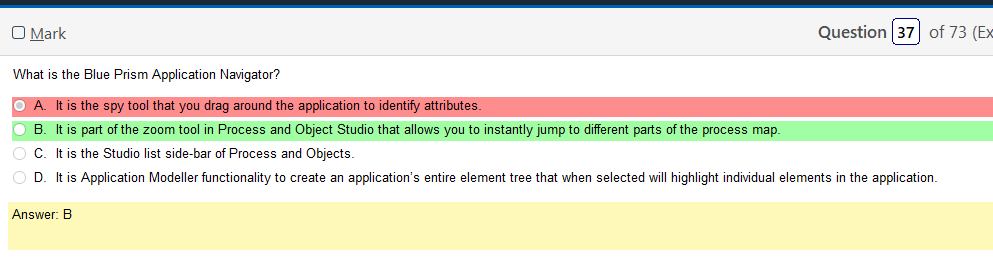 Mark Question 37 of 73 (Ex
What is the Blue Prism Application Navigator?
A. It is the spy tool that you drag around the application to identify attributes.
B. It is part of the zoom tool in Process and Object Studio that allows you to instantly jump to different parts of the process map.
C. It is the Studio list side-bar of Process and Objects.
D. It is Application Modeller functionality to create an application's entire element tree that when selected will highlight individual elements in the application.
Answer: B